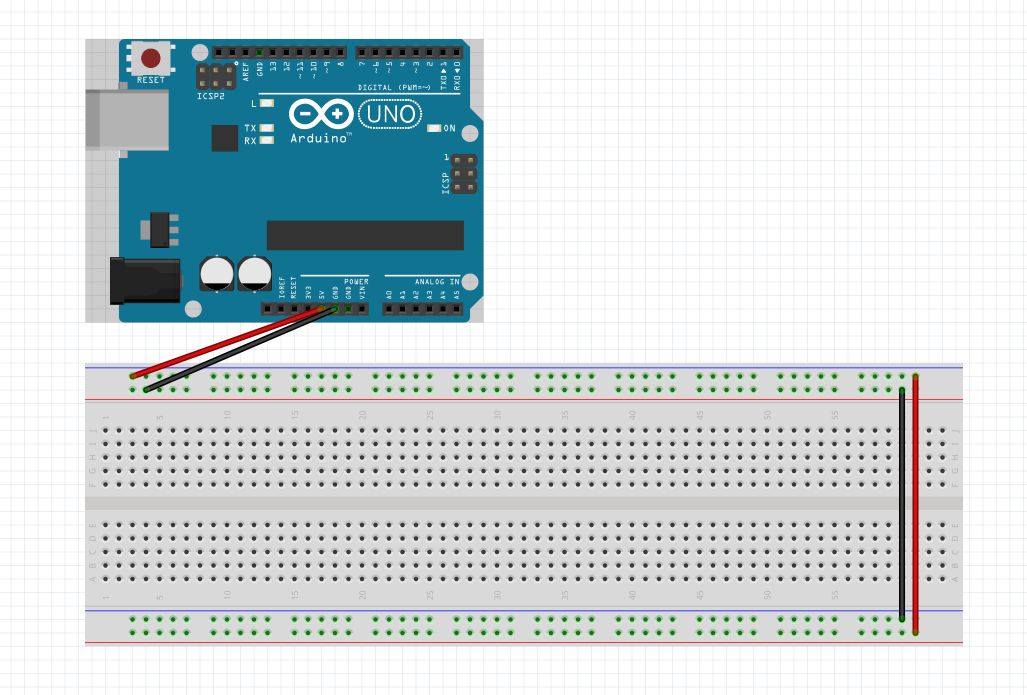 RESET
ICSP2
AREF
GND
13
12
~11
~10
~9
8
7
~6
~5
4
~3
2
TX0▶1
RX0◀0
DIGITAL (PWM=~)
L
TX
RX
Arduino™
UNO
ON
1
ICSP
POWER
ANALOG IN
IOREF
RESET
3V3
5V
GND
GND
VIN
A0
A1
A2
A3
A4
A5
1 5 10 15 20 25 30 35 40 45 50 55
J J
I I
H H
G G
F F
E E
D D
C C
B B
A A
1 5 10 15 20 25 30 35 40 45 50 55